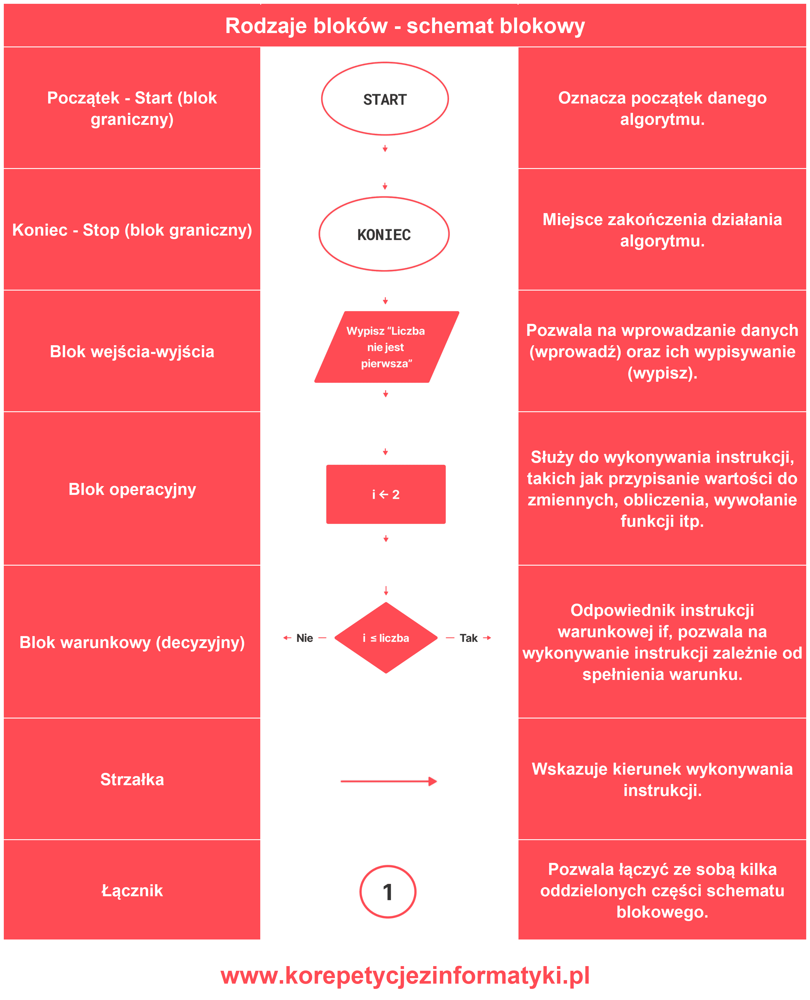 Rodzaje bloków - schemat blokowy
Początek - Start (blok
graniczny)
START
Oznacza początek danego
algorytmu.
Koniec - Stop (blok graniczny)
KONIEC
Miejsce zakończenia działania
algorytmu.
Blok wejścia-wyjścia
Wypisz “Liczba
nie jest
pierwsza”
Pozwala na wprowadzanie danych
(wprowadź) oraz ich wypisywanie
(wypisz).
Blok operacyjny
i ← 2
Służy do wykonywania instrukcji,
takich jak przypisanie wartości do
zmiennych, obliczenia, wywołanie
funkcji itp.
Blok warunkowy (decyzyjny)
Nie
i ≤ liczba
Tak
Odpowiednik instrukcji
warunkowej if, pozwala na
wykonywanie instrukcji zależnie od
spełnienia warunku.
Strzałka
Wskazuje kierunek wykonywania
instrukcji.
Łącznik
1
Pozwala łączyć ze sobą kilka
oddzielonych części schematu
blokowego.
www.korepetycjezinformatyki.pl